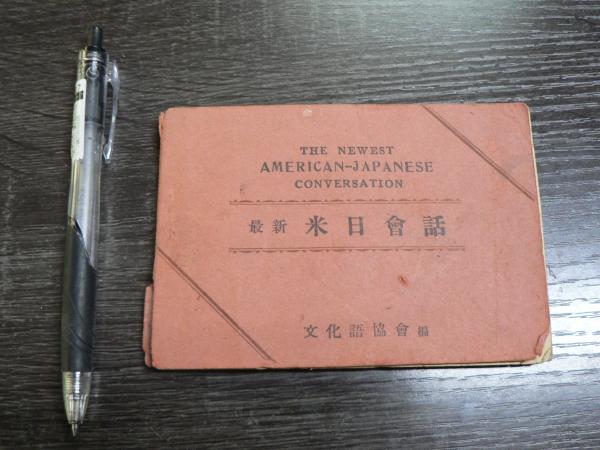 THE NEWEST
AMERICAN-JAPANESE
CONVERSATION
最新 米日會話
文化語協會 編